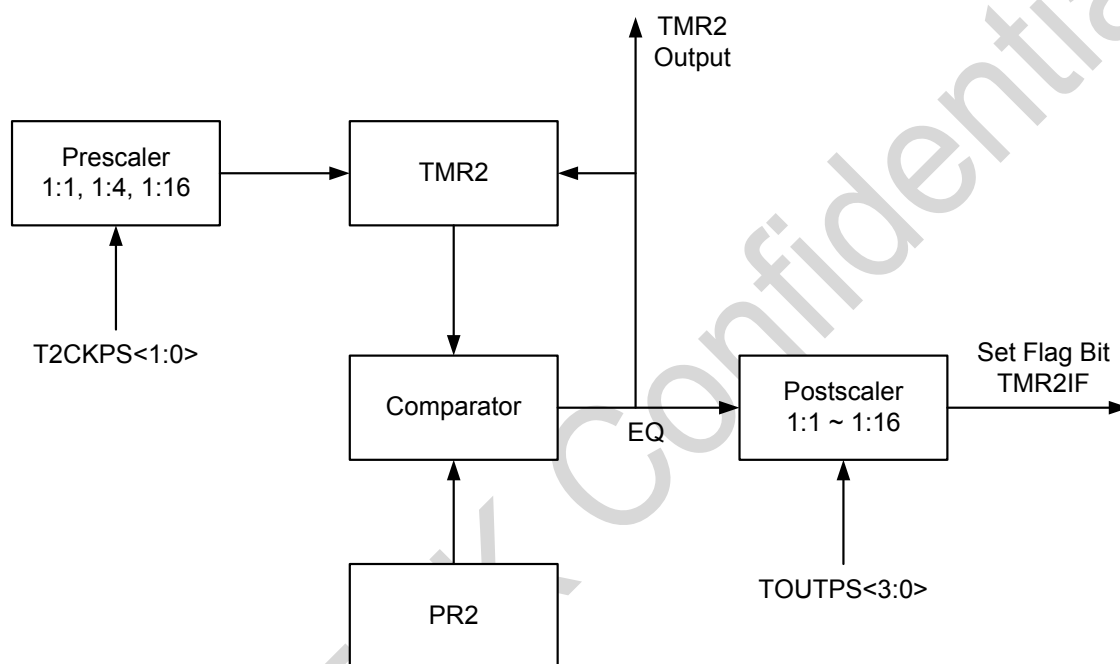 TMR2
Output
Prescaler
1:1, 1:4, 1:16
TMR2
T2CKPS<1:0>
Comparator
EQ
Postscaler
1:1 ~ 1:16
Set Flag Bit
TMR2IF
PR2
TOUTPS<3:0>
K Confidentia